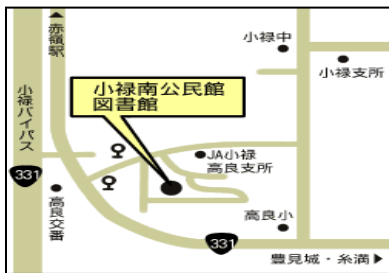 ▲赤嶺駅
小禄中
小禄支所
小禄南公民館
図書館
小禄バイパス
JA小禄
高良支所
331
高良交番
高良小
331
豊見城・糸満▶